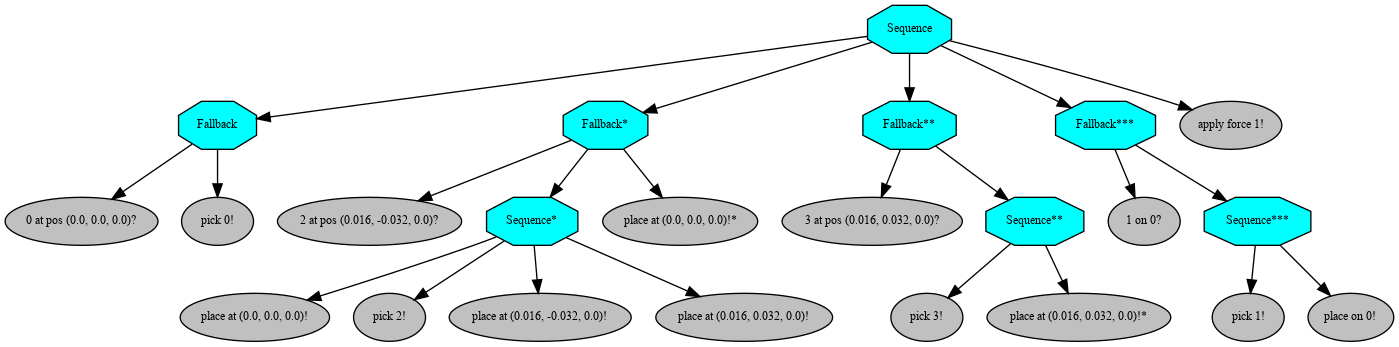 Sequence
Fallback
Fallback*
Fallback**
Fallback***
apply force 1!
0 at pos (0.0, 0.0, 0.0)?
pick 0!
2 at pos (0.016, -0.032, 0.0)?
Sequence*
place at (0.0, 0.0, 0.0)!*
3 at pos (0.016, 0.032, 0.0)?
Sequence**
1 on 0?
Sequence***
place at (0.0, 0.0, 0.0)!
pick 2!
place at (0.016, -0.032, 0.0)!
place at (0.016, 0.032, 0.0)!
pick 3!
place at (0.016, 0.032, 0.0)!*
pick 1!
place on 0!